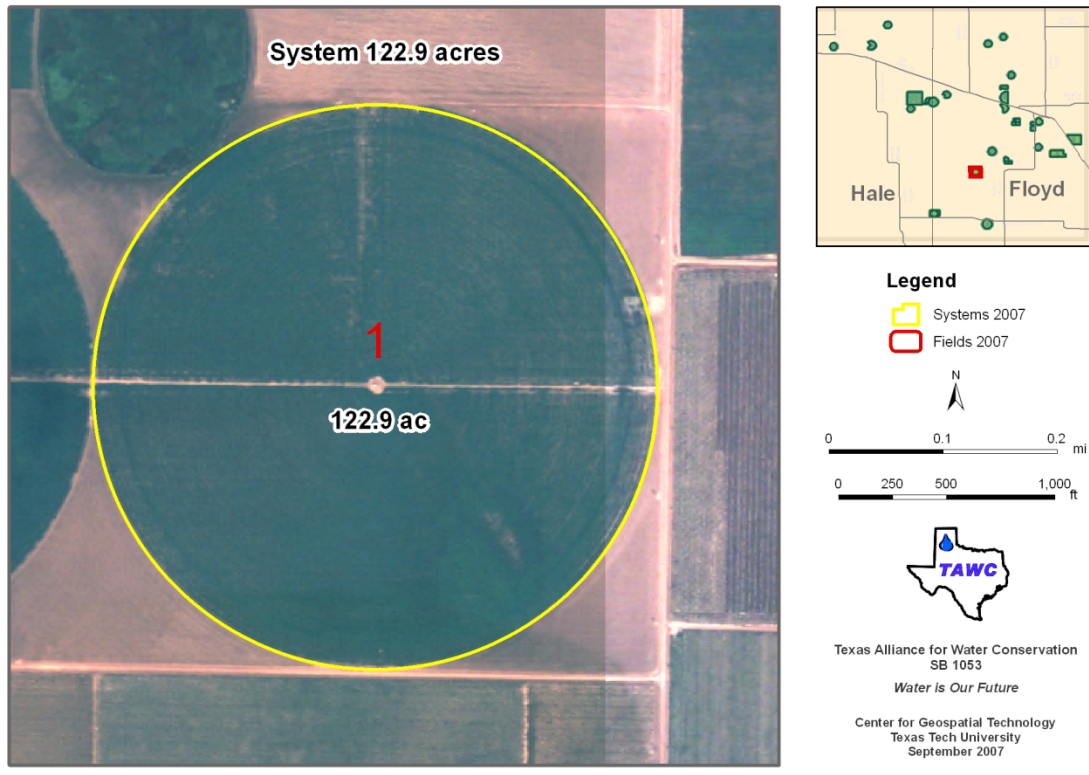 System 122.9 acres
1
122.9 ac
Hale
Floyd
Legend
Systems 2007
Fields 2007
N
0 0.1 0.2
mi
0 250 500 1,000
ft
TAWC
Texas Alliance for Water Conservation
SB 1053
Water is Our Future
Center for Geospatial Technology
Texas Tech University
September 2007